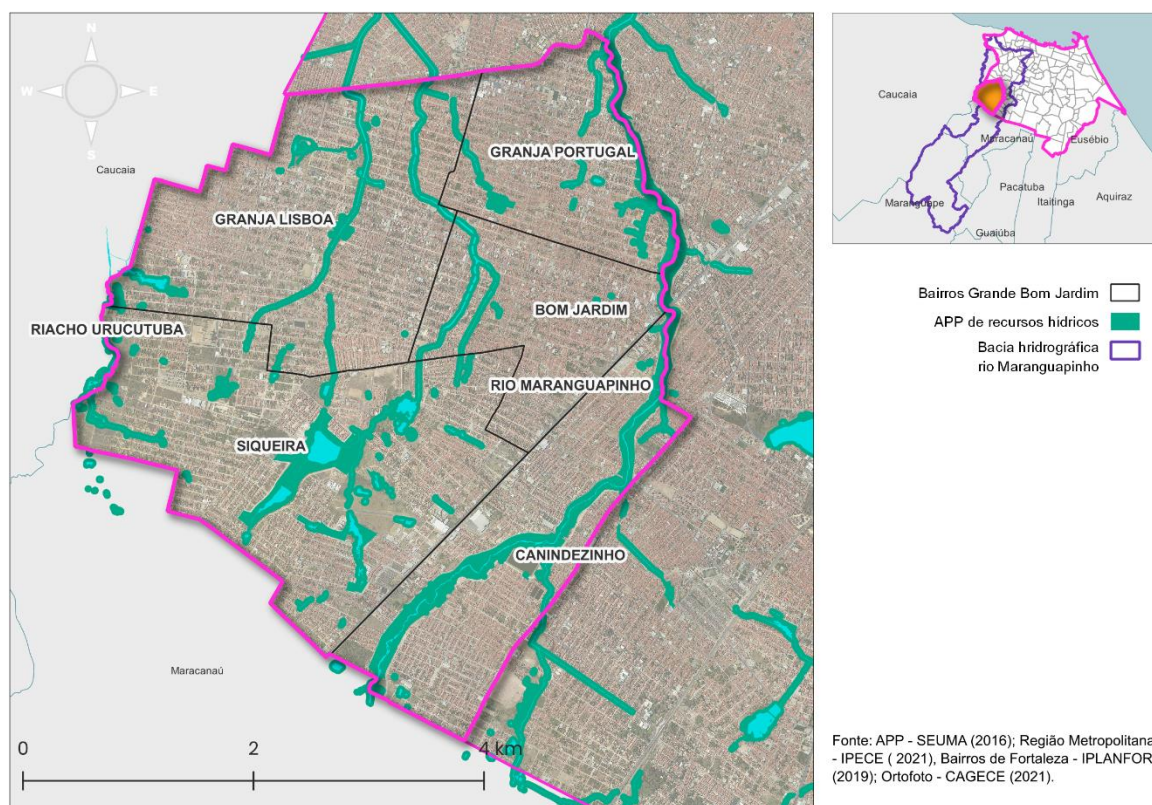 N
W
E
S
Caucaia
GRANJA PORTUGAL
GRANJA LISBOA
BOM JARDIM
RIACHO URUCUTUBA
RIO MARANGUAPINHO
SIQUEIRA
CANINDEZINHO
Maracanaú
0
2
4 km
Caucaia
Maracanaú
Eusébio
Pacatuba
Maranguape
Itaitinga
Aquiraz
Guaiúba
Bairros Grande Bom Jardim
APP de recursos hídricos
Bacia hridrográfica
rio Maranguapinho
Fonte: APP - SEUMA (2016); Região Metropolitana
- IPECE ( 2021), Bairros de Fortaleza - IPLANFOR
(2019); Ortofoto - CAGECE (2021).